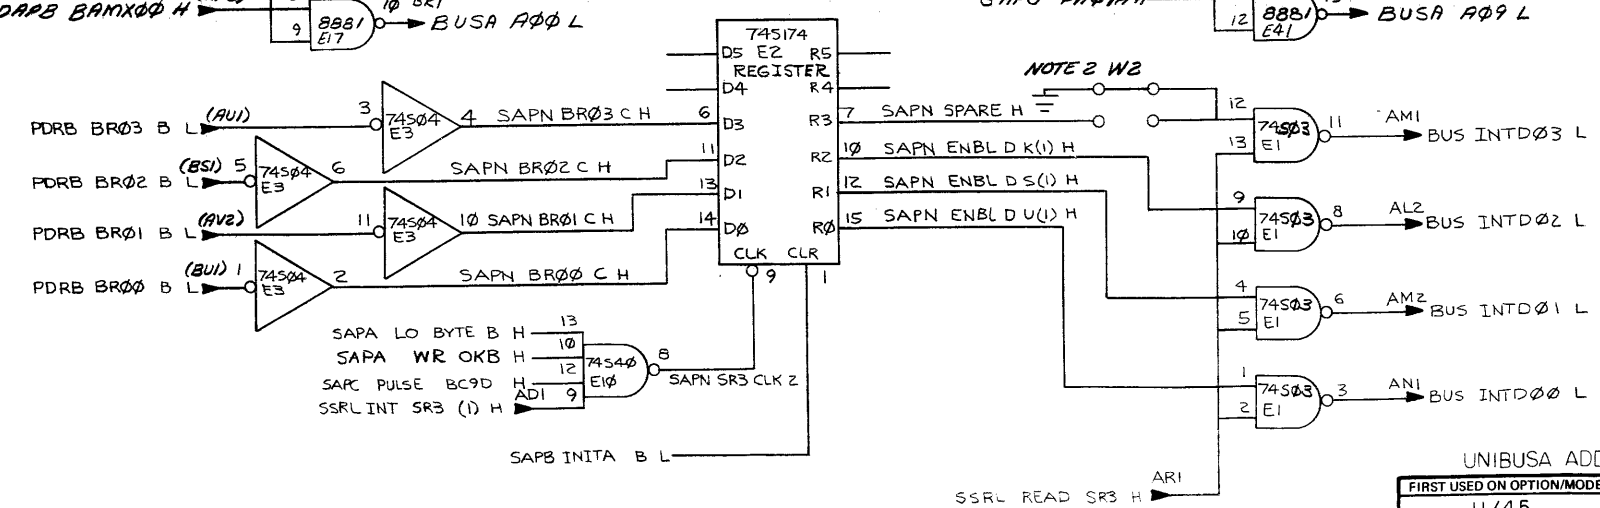 DAPB BAMX00 H
9
8881
E17
10 BK1
BUSA A00 L
12
8881
E41
BUSA A09 L
74S174
E2
REGISTER
D5
R5
D4
R4
D3
R3
D2
R2
D1
R1
D0
R0
CLK
CLR
PDRB BR03 B L
(AU1)
3
74S04
E3
4
SAPN BR03 C H
6
PDRB BR02 B L
(BS1)
5
74S04
E3
6
SAPN BR02 C H
11
PDRB BR01 B L
(AV2)
11
74S04
E3
10
SAPN BR01 C H
13
PDRB BR00 B L
(BU1)
1
74S04
E3
2
SAPN BR00 C H
14
9
1
SAPA LO BYTE B H
13
SAPA WR OKB H
10
SAPC PULSE BC9D H
12
SSRL INT SR3 (1) H
AD1
9
74S40
E10
8
SAPN SR3 CLK 2
SAPB INITA B L
NOTE 2 W2
7
SAPN SPARE H
10
SAPN ENBL D K(1) H
12
SAPN ENBL D S(1) H
15
SAPN ENBL D U(1) H
12
13
74S03
E1
11
AM1
BUS INTD03 L
9
10
74S03
E1
8
AL2
BUS INTD02 L
4
5
74S03
E1
6
AM2
BUS INTD01 L
1
2
74S03
E1
3
AN1
BUS INTD00 L
SSRL READ SR3 H
AR1
UNIBUSA ADD
FIRST USED ON OPTION/MODE
11/45